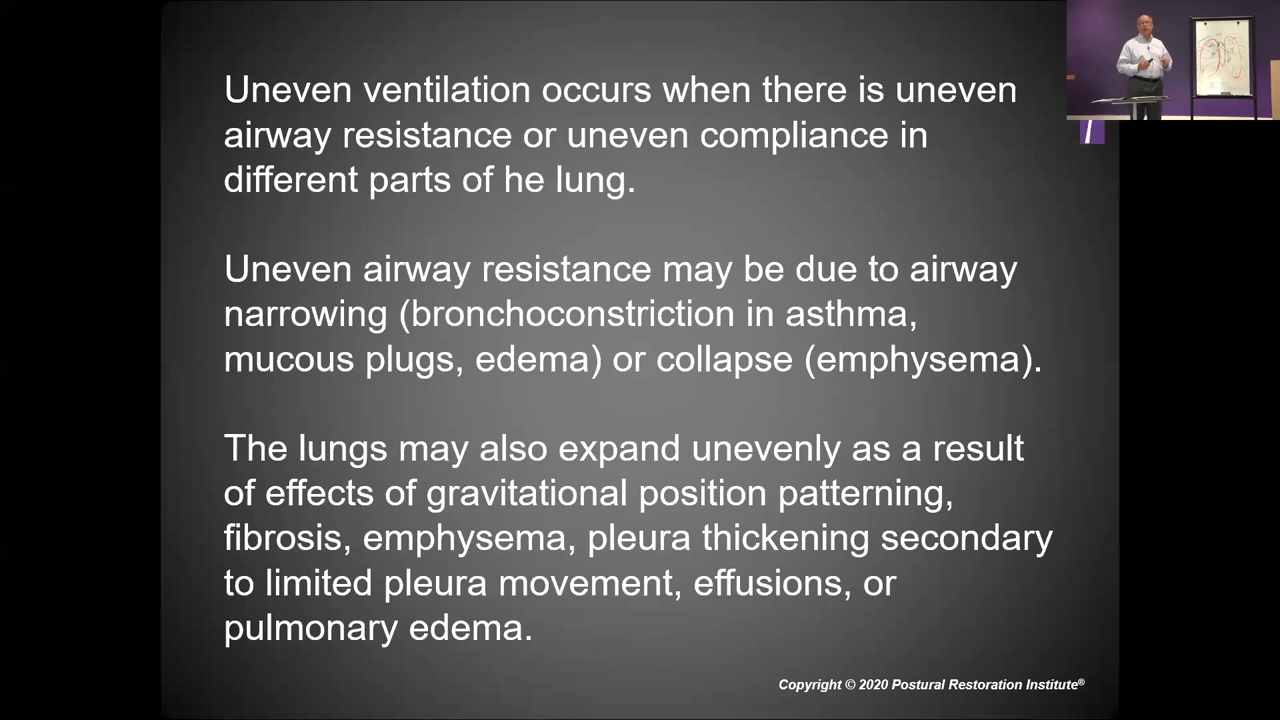 Uneven ventilation occurs when there is uneven
airway resistance or uneven compliance in
different parts of he lung.
Uneven airway resistance may be due to airway
narrowing (bronchoconstriction in asthma,
mucous plugs, edema) or collapse (emphysema).
The lungs may also expand unevenly as a result
of effects of gravitational position patterning,
fibrosis, emphysema, pleura thickening secondary
to limited pleura movement, effusions, or
pulmonary edema.
Copyright © 2020 Postural Restoration Institute®